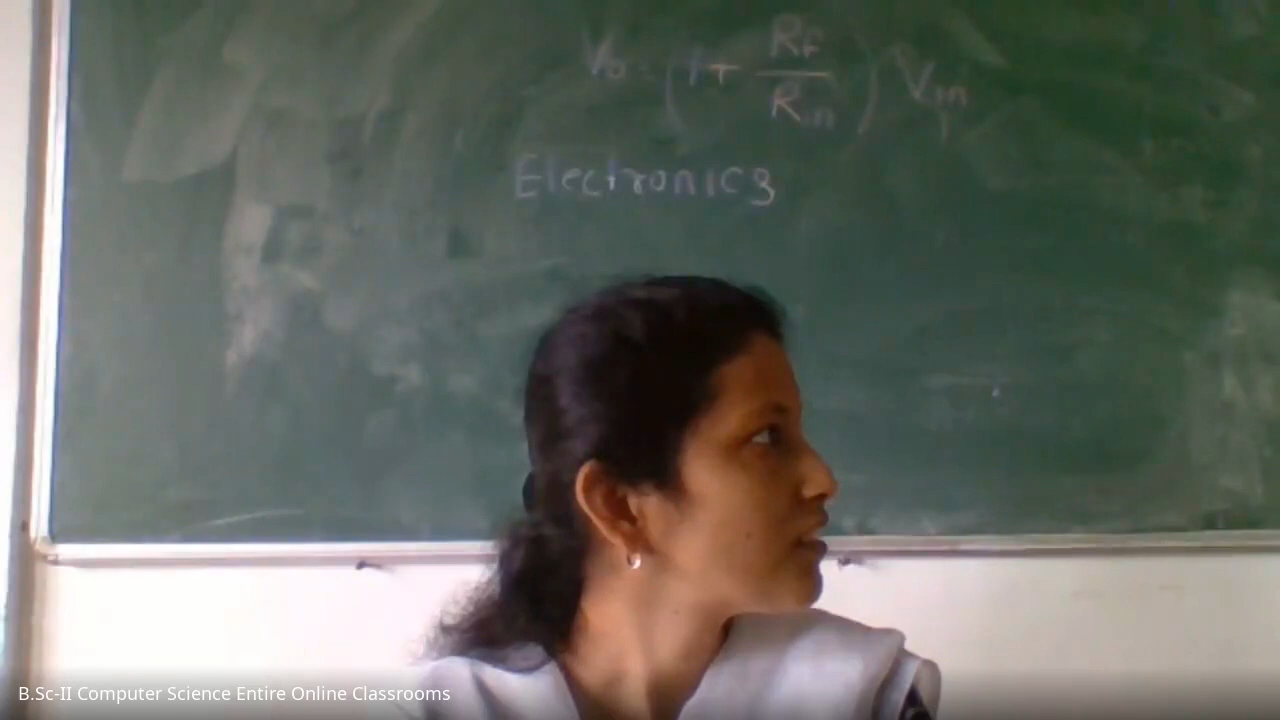 Vo = (1 + Rf / Rin) Vin
Electronics
B.Sc-II Computer Science Entire Online Classrooms